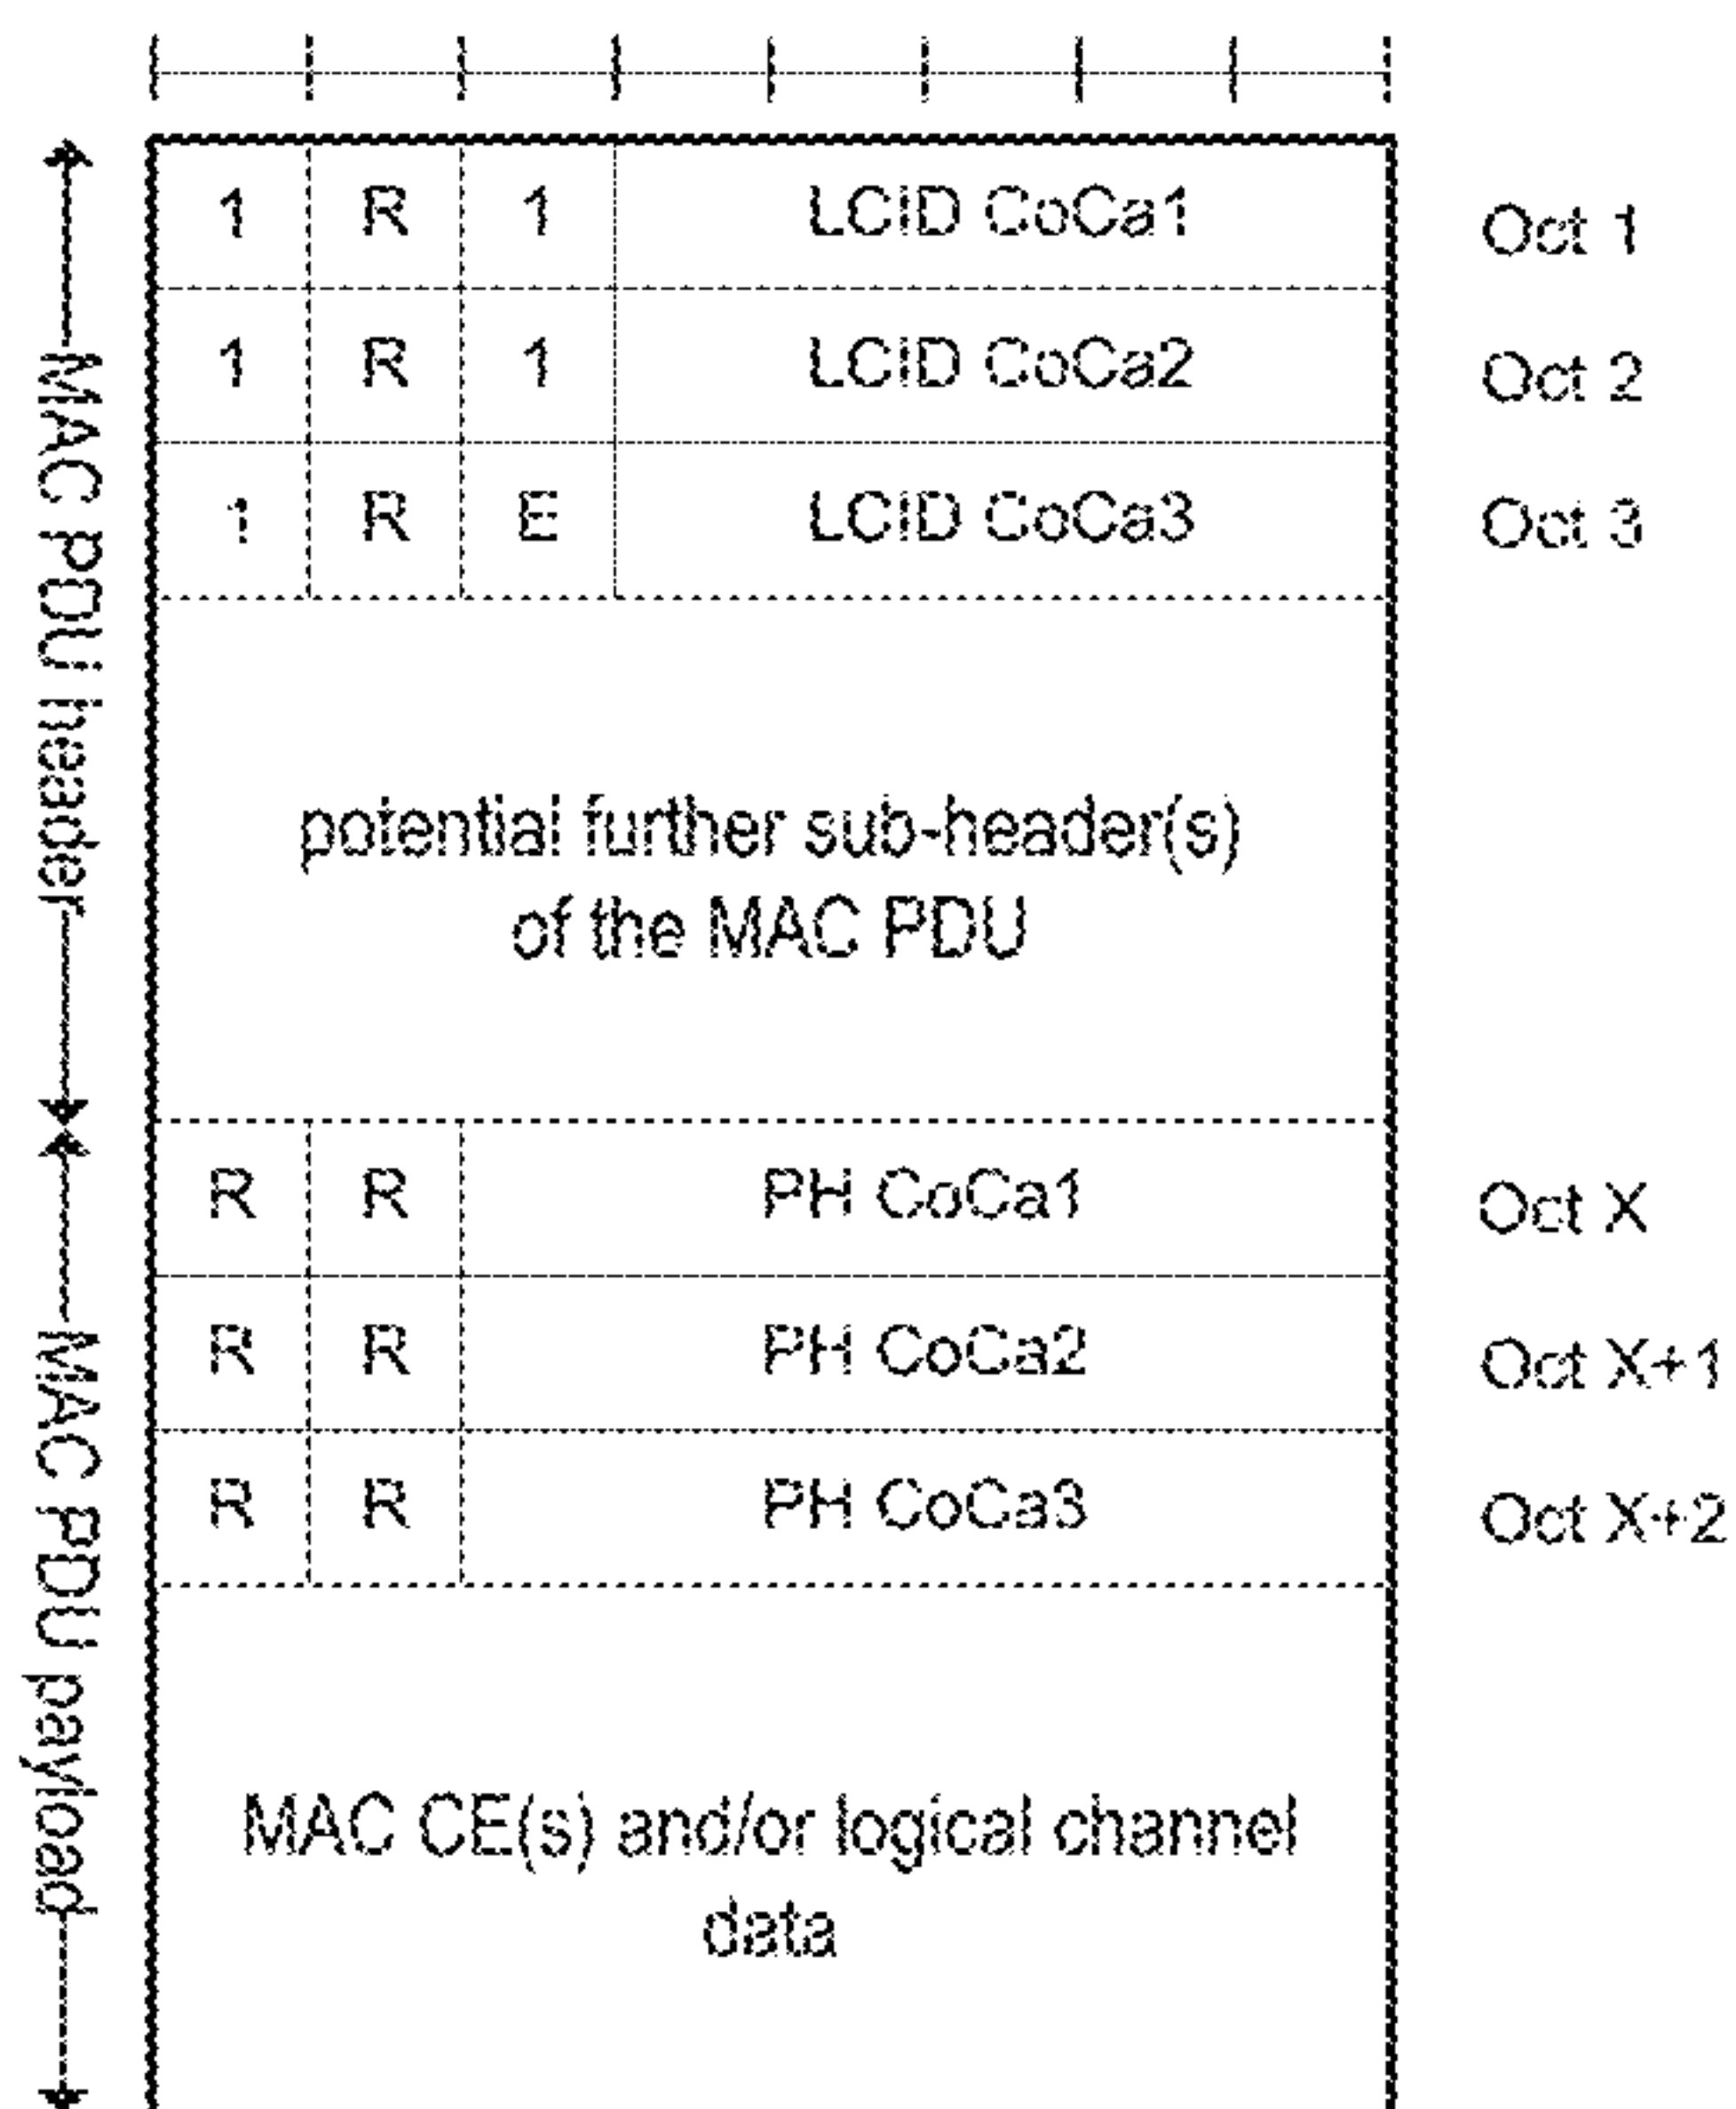 1 R 1 LCID CoCa1 Oct 1
1 R 1 LCID CoCa2 Oct 2
1 R E LCID CoCa3 Oct 3
MAC PDU header
potential further sub-header(s)
of the MAC PDU
R R PH CoCa1 Oct X
R R PH CoCa2 Oct X+1
R R PH CoCa3 Oct X+2
MAC PDU payload
MAC CE(s) and/or logical channel
data